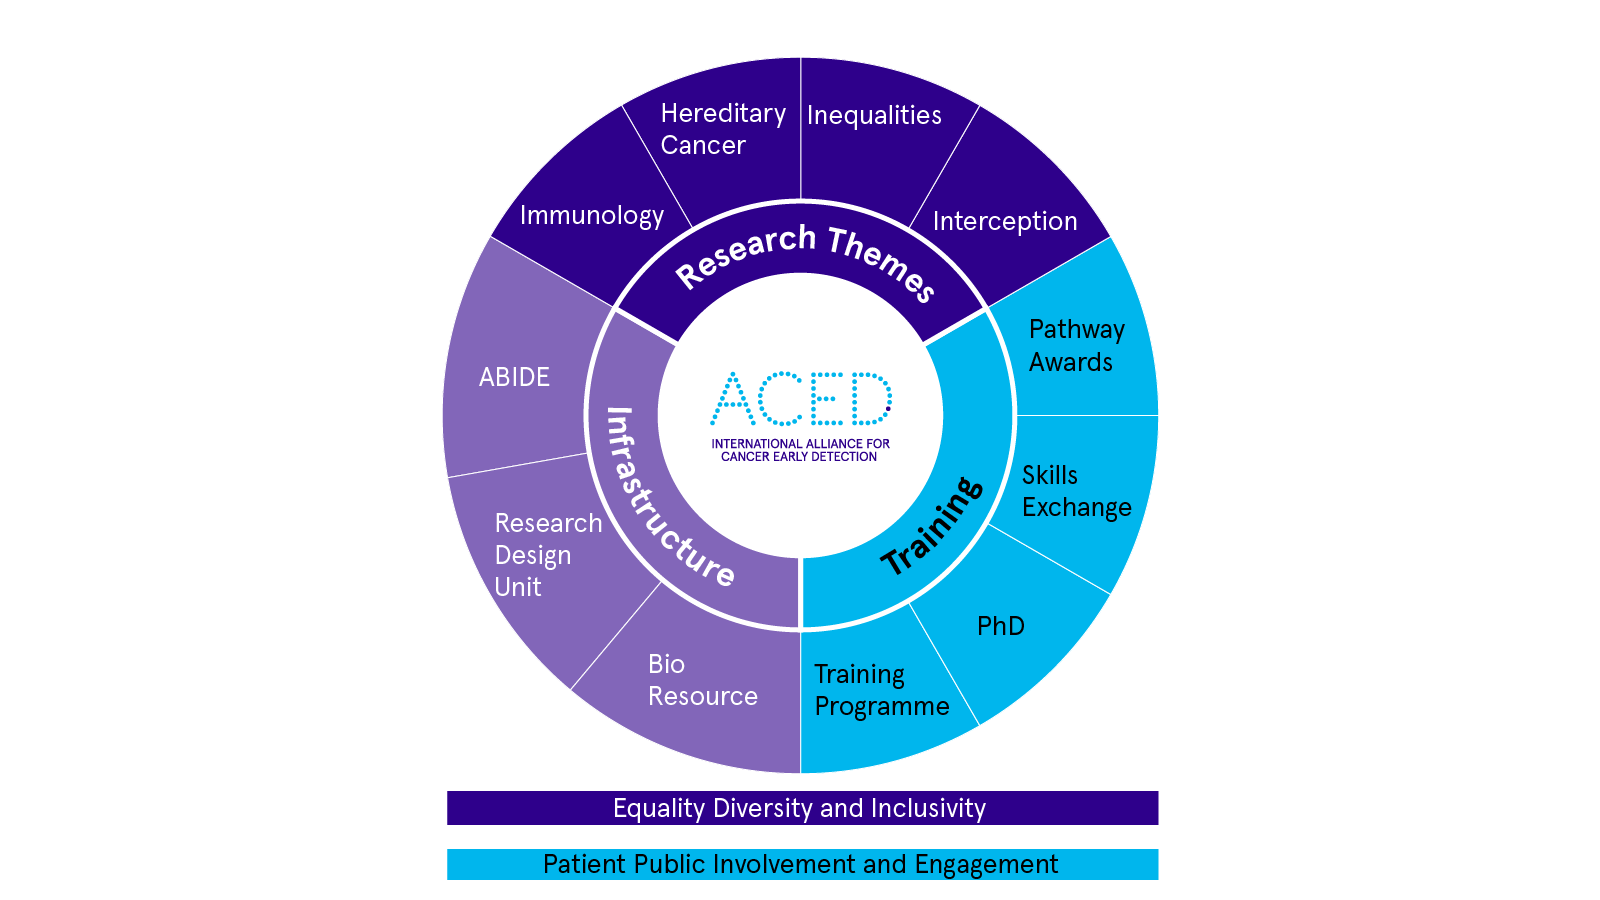 Hereditary
Cancer
Inequalities
Immunology
Interception
Research Themes
Pathway
Awards
ABIDE
Infrastructure
ACED
INTERNATIONAL ALLIANCE FOR
CANCER EARLY DETECTION
Skills
Exchange
Training
Research
Design
Unit
PhD
Bio
Resource
Training
Programme
Equality Diversity and Inclusivity
Patient Public Involvement and Engagement